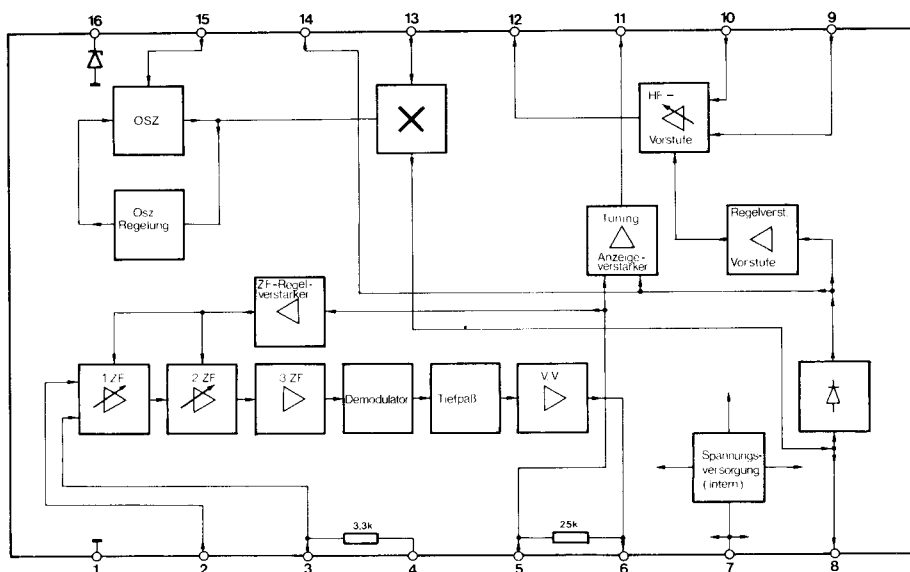 16 15 14 13 12 11 10 9
OSZ
HF-
Vorstufe
Osz
Regelung
Tuning
Anzeige-
verstarker
Regelverst.
Vorstufe
ZF-Regel-
verstarker
1.ZF
2.ZF
3.ZF
Demodulator
Tiefpaß
V.V
Spannungs-
versorgung
(intern)
3,3k
25k
1 2 3 4 5 6 7 8